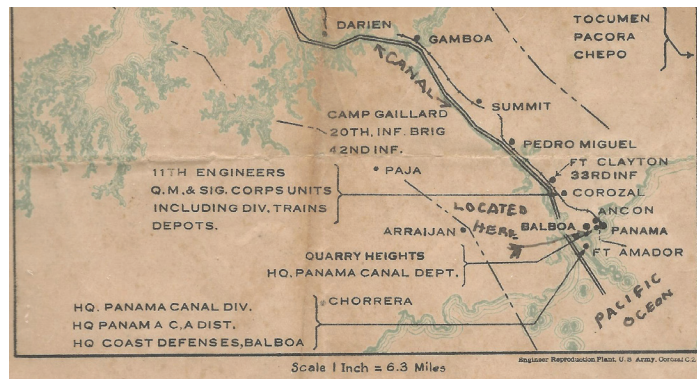 TOCUMEN
PACORA
CHEPO
DARIEN
GAMBOA
CANAL
SUMMIT
CAMP GAILLARD
20TH. INF. BRIG
42ND INF.
PEDRO MIGUEL
FT CLAYTON
33RD INF
COROZAL
PAJA
11TH ENGINEERS
Q.M. & SIG. CORPS UNITS
INCLUDING DIV. TRAINS
DEPOTS.
LOCATED
HERE
ANCON
BALBOA
PANAMA
ARRAIJAN
FT AMADOR
QUARRY HEIGHTS
HQ. PANAMA CANAL DEPT.
PACIFIC
OCEON
CHORRERA
HQ. PANAMA CANAL DIV.
HQ PANAMA C.A DIST.
HQ COAST DEFENSES, BALBOA
Engineer Reproduction Plant, U.S. Army, Corozal C.Z.
Scale 1 Inch = 6.3 Miles